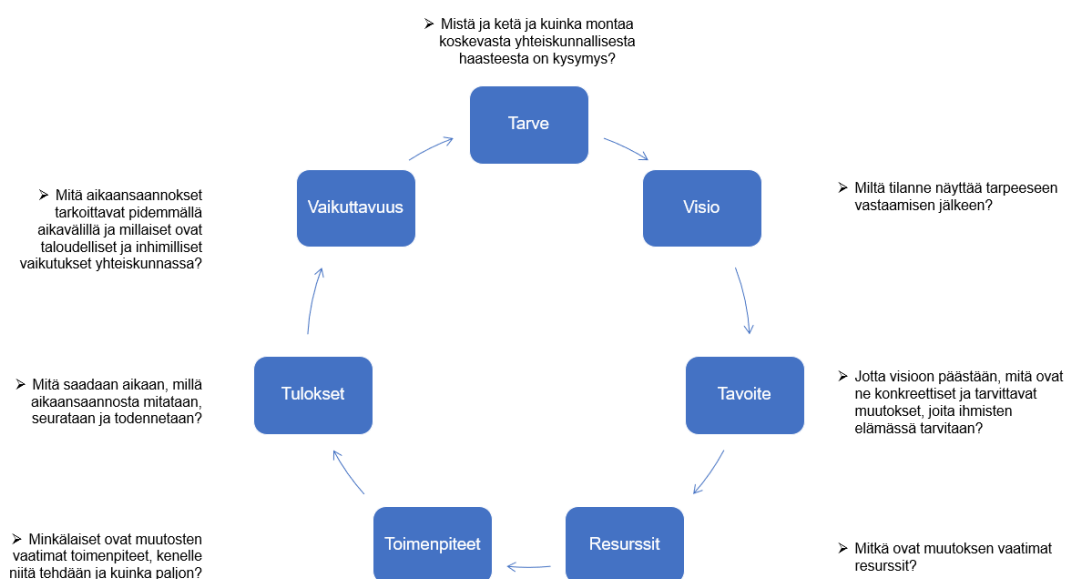 ➢ Mistä ja ketä ja kuinka montaa
koskevasta yhteiskunnallisesta
haasteesta on kysymys?
Tarve
Visio
➢ Miltä tilanne näyttää tarpeeseen
vastaamisen jälkeen?
Tavoite
➢ Jotta visioon päästään, mitä ovat
ne konkreettiset ja tarvittavat
muutokset, joita ihmisten
elämässä tarvitaan?
Resurssit
➢ Mitkä ovat muutoksen vaatimat
resurssit?
Toimenpiteet
➢ Minkälaiset ovat muutosten
vaatimat toimenpiteet, kenelle
niitä tehdään ja kuinka paljon?
Tulokset
➢ Mitä saadaan aikaan, millä
aikaansaannosta mitataan,
seurataan ja todennetaan?
Vaikuttavuus
➢ Mitä aikaansaannokset
tarkoittavat pidemmällä
aikavälillä ja millaiset ovat
taloudelliset ja inhimilliset
vaikutukset yhteiskunnassa?